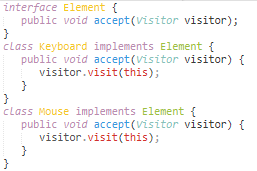 interface Element {
   public void accept(Visitor visitor);
}
class Keyboard implements Element {
   public void accept(Visitor visitor) {
      visitor.visit(this);
   }
}
class Mouse implements Element {
   public void accept(Visitor visitor) {
      visitor.visit(this);
   }
}